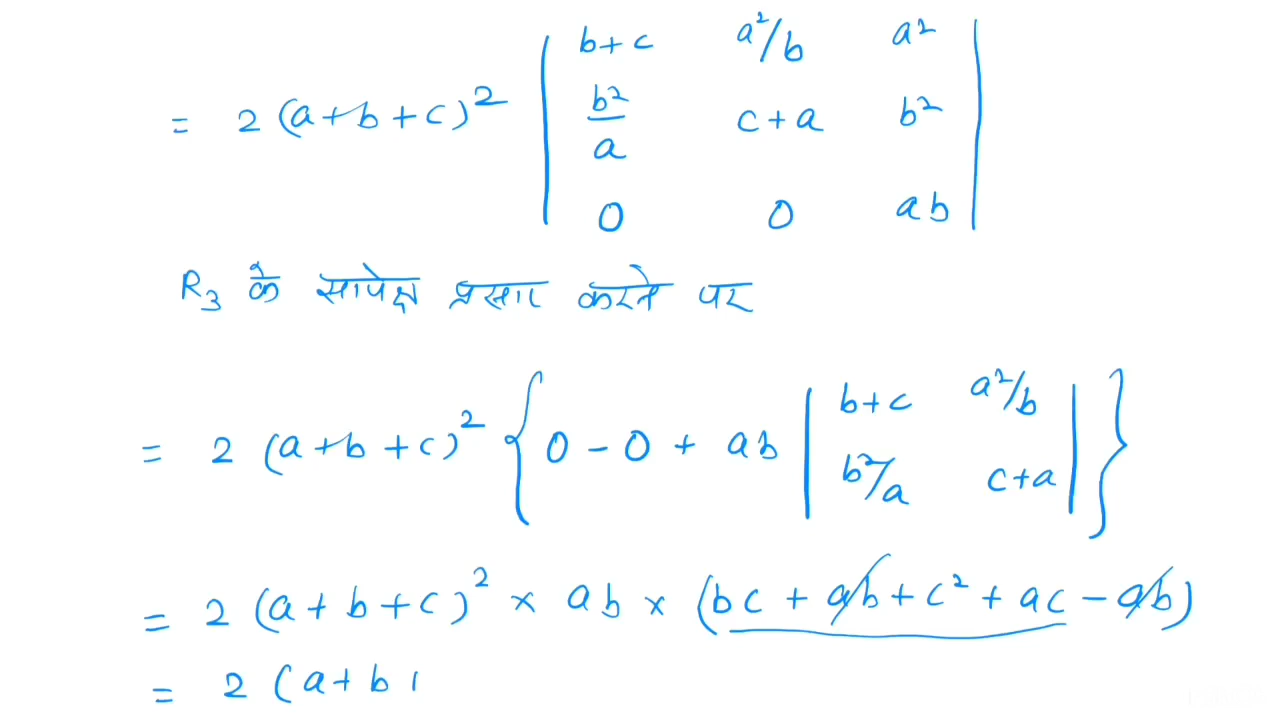 = 2 (a+b+c)² | b+c a²/b a² |
| b²/a c+a b² |
| 0 0 ab |
R₃ के सापेक्ष प्रसार करने पर
= 2 (a+b+c)² { 0 - 0 + ab | b+c a²/b |
| b²/a c+a | }
= 2 (a+b+c)² × ab × (bc + ab + c² + ac - ab)
= 2 (a+b